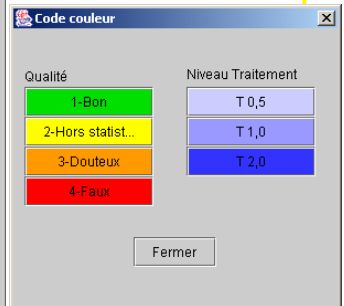 Code couleur
Qualité
1-Bon
2-Hors statist...
3-Douteux
4-Faux
Niveau Traitement
T 0,5
T 1,0
T 2,0
Fermer